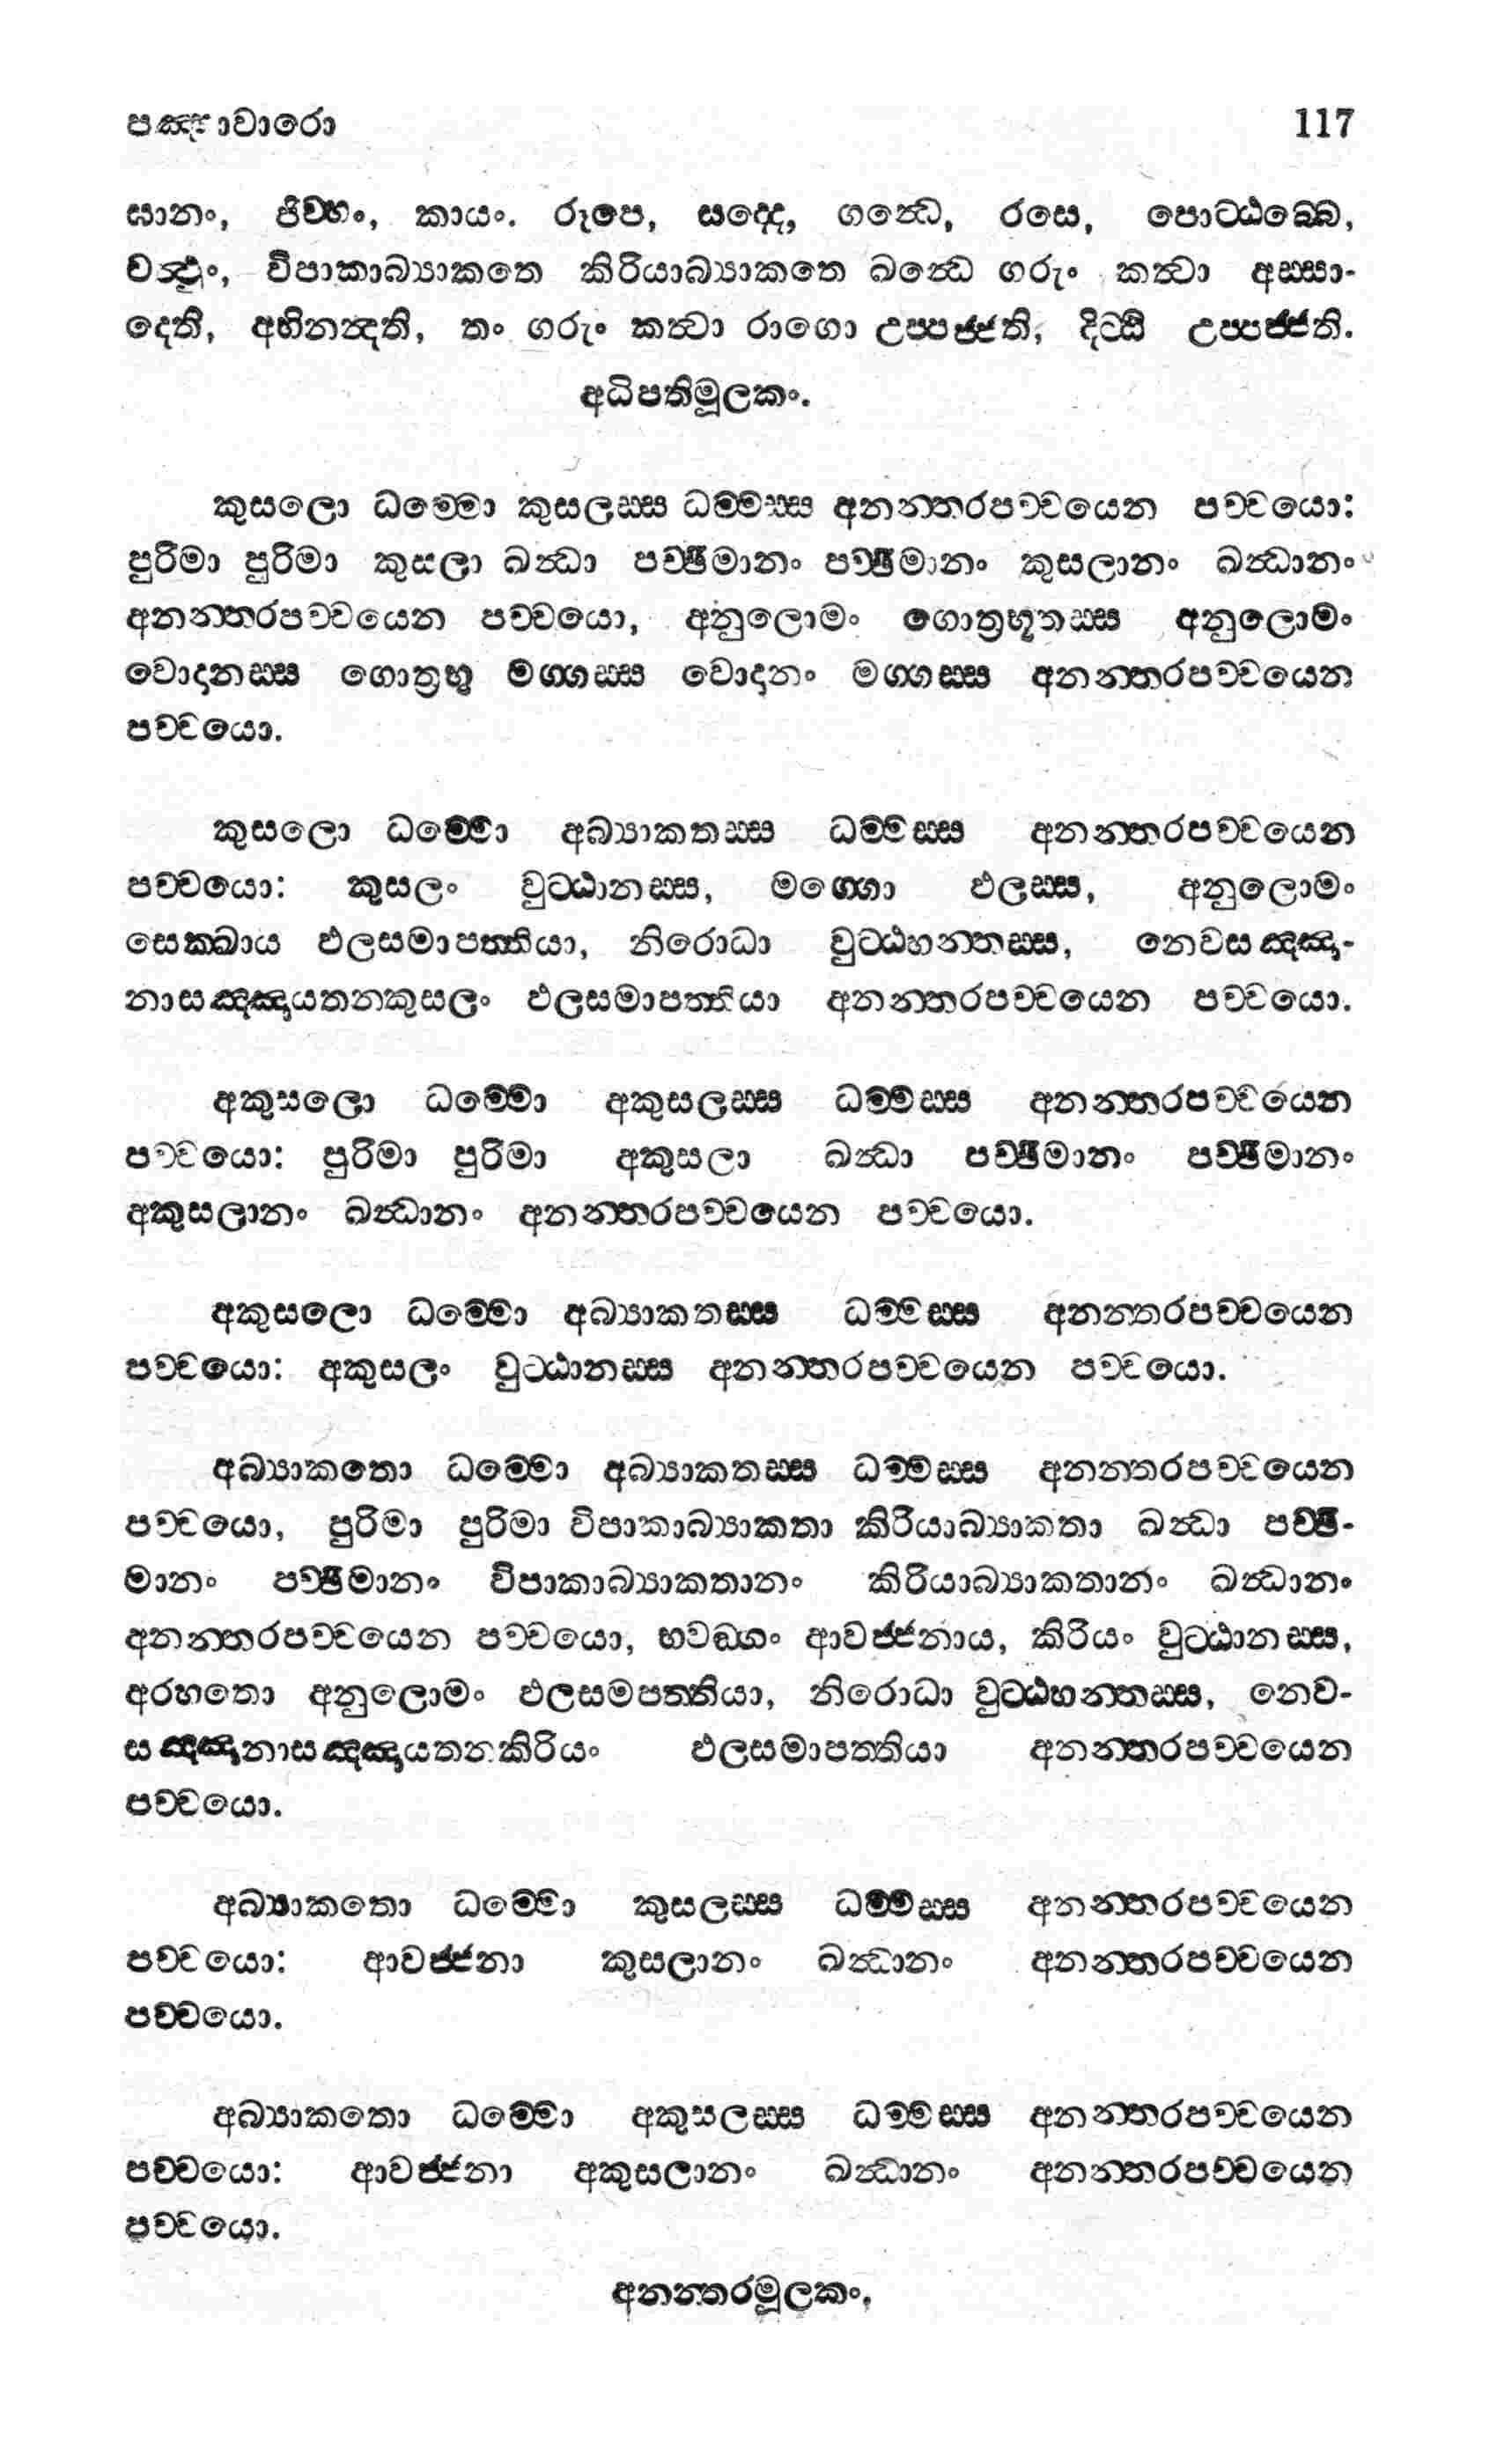 පඤ්හාවාරො 117
ඝානං, ජිව්හං, කායං. රූපෙ, සද්දෙ, ගන්ධෙ, රසෙ, පොට්ඨබ්බෙ,
වත්ථුං, විපාකාබ්‍යාකතෙ කිරියාබ්‍යාකතෙ ඛන්ධෙ ගරුං කත්වා අස්සා-
දෙති, අභිනන්දති, තං ගරුං කත්වා රාගො උප්පජ්ජති, දිට්ඨි උප්පජ්ජති.
අධිපතිමූලකං.
කුසලො ධම්මො කුසලස්ස ධම්මස්ස අනන්තරපච්චයෙන පච්චයො:
පුරිමා පුරිමා කුසලා ඛන්ධා පච්ඡිමානං පච්ඡිමානං කුසලානං ඛන්ධානං
අනන්තරපච්චයෙන පච්චයො, අනුලොමං ගොත්‍රභූතස්ස අනුලොමං
වොදානස්ස ගොත්‍රභු මග්ගස්ස වොදානං මග්ගස්ස අනන්තරපච්චයෙන
පච්චයො.
කුසලො ධම්මො අබ්‍යාකතස්ස ධම්මස්ස අනන්තරපච්චයෙන
පච්චයො: කුසලං වුට්ඨානස්ස, මග්ගො ඵලස්ස, අනුලොමං
සෙක්ඛාය ඵලසමාපත්තියා, නිරොධා වුට්ඨහන්තස්ස, නෙවසඤ්ඤා-
නාසඤ්ඤායතනකුසලං ඵලසමාපත්තියා අනන්තරපච්චයෙන පච්චයො.
අකුසලො ධම්මො අකුසලස්ස ධම්මස්ස අනන්තරපච්චයෙන
පච්චයො: පුරිමා පුරිමා අකුසලා ඛන්ධා පච්ඡිමානං පච්ඡිමානං
අකුසලානං ඛන්ධානං අනන්තරපච්චයෙන පච්චයො.
අකුසලො ධම්මො අබ්‍යාකතස්ස ධම්මස්ස අනන්තරපච්චයෙන
පච්චයො: අකුසලං වුට්ඨානස්ස අනන්තරපච්චයෙන පච්චයො.
අබ්‍යාකතො ධම්මො අබ්‍යාකතස්ස ධම්මස්ස අනන්තරපච්චයෙන
පච්චයො, පුරිමා පුරිමා විපාකාබ්‍යාකතා කිරියාබ්‍යාකතා ඛන්ධා පච්ඡි-
මානං පච්ඡිමානං විපාකාබ්‍යාකතානං කිරියාබ්‍යාකතානං ඛන්ධානං
අනන්තරපච්චයෙන පච්චයො, භවඞ්ගං ආවජ්ජනාය, කිරියං වුට්ඨානස්ස,
අරහතො අනුලොමං ඵලසමපත්තියා, නිරොධා වුට්ඨහන්තස්ස, නෙව-
සඤ්ඤානාසඤ්ඤායතනකිරියං ඵලසමාපත්තියා අනන්තරපච්චයෙන
පච්චයො.
අබ්‍යාකතො ධම්මො කුසලස්ස ධම්මස්ස අනන්තරපච්චයෙන
පච්චයො: ආවජ්ජනා කුසලානං ඛන්ධානං අනන්තරපච්චයෙන
පච්චයො.
අබ්‍යාකතො ධම්මො අකුසලස්ස ධම්මස්ස අනන්තරපච්චයෙන
පච්චයො: ආවජ්ජනා අකුසලානං ඛන්ධානං අනන්තරපච්චයෙන
පච්චයො.
අනන්තරමූලකං,